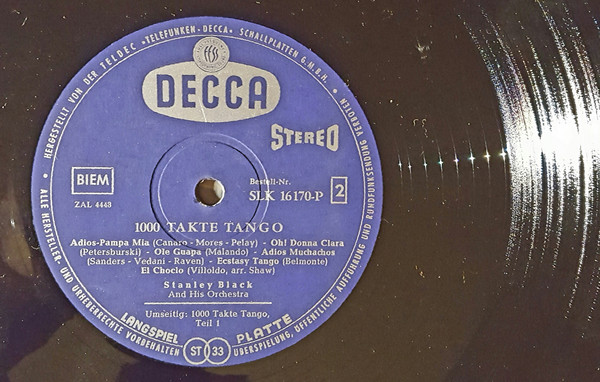 HERGESTELLT VON DER TELDEC »TELEFUNKEN-DECCA« SCHALLPLATTEN G.M.B.H.
DECCA
STEREO
BIEM
ZAL 4443
Bestell-Nr.
SLK 16170-P 2
1000 TAKTE TANGO
Adios-Pampa Mia (Canaro - Mores - Pelay) - Oh! Donna Clara
(Petersburski) - Ole Guapa (Malando) - Adios Muchachos
(Sanders - Vedani - Raven) - Ecstasy Tango (Belmonte)
El Choclo (Villoldo, arr. Shaw)
Stanley Black
And His Orchestra
Umseitig: 1000 Takte Tango,
Teil 1
LANGSPIEL PLATTE
ST 33
ALLE HERSTELLER- UND URHEBERRECHTE VORBEHALTEN
ÜBERSPIELUNG, ÖFFENTLICHE AUFFÜHRUNG UND RUNDFUNKSENDUNG VERBOTEN